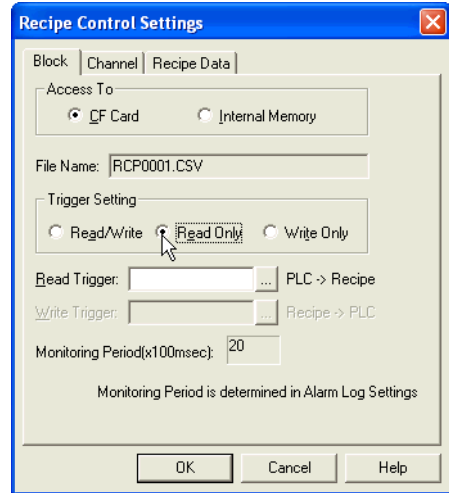 Recipe Control Settings
Block Channel Recipe Data
Access To
CF Card Internal Memory
File Name: RCP0001.CSV
Trigger Setting
Read/Write Read Only Write Only
Read Trigger: ... PLC -> Recipe
Write Trigger: ... Recipe -> PLC
Monitoring Period(x100msec): 20
Monitoring Period is determined in Alarm Log Settings
OK Cancel Help